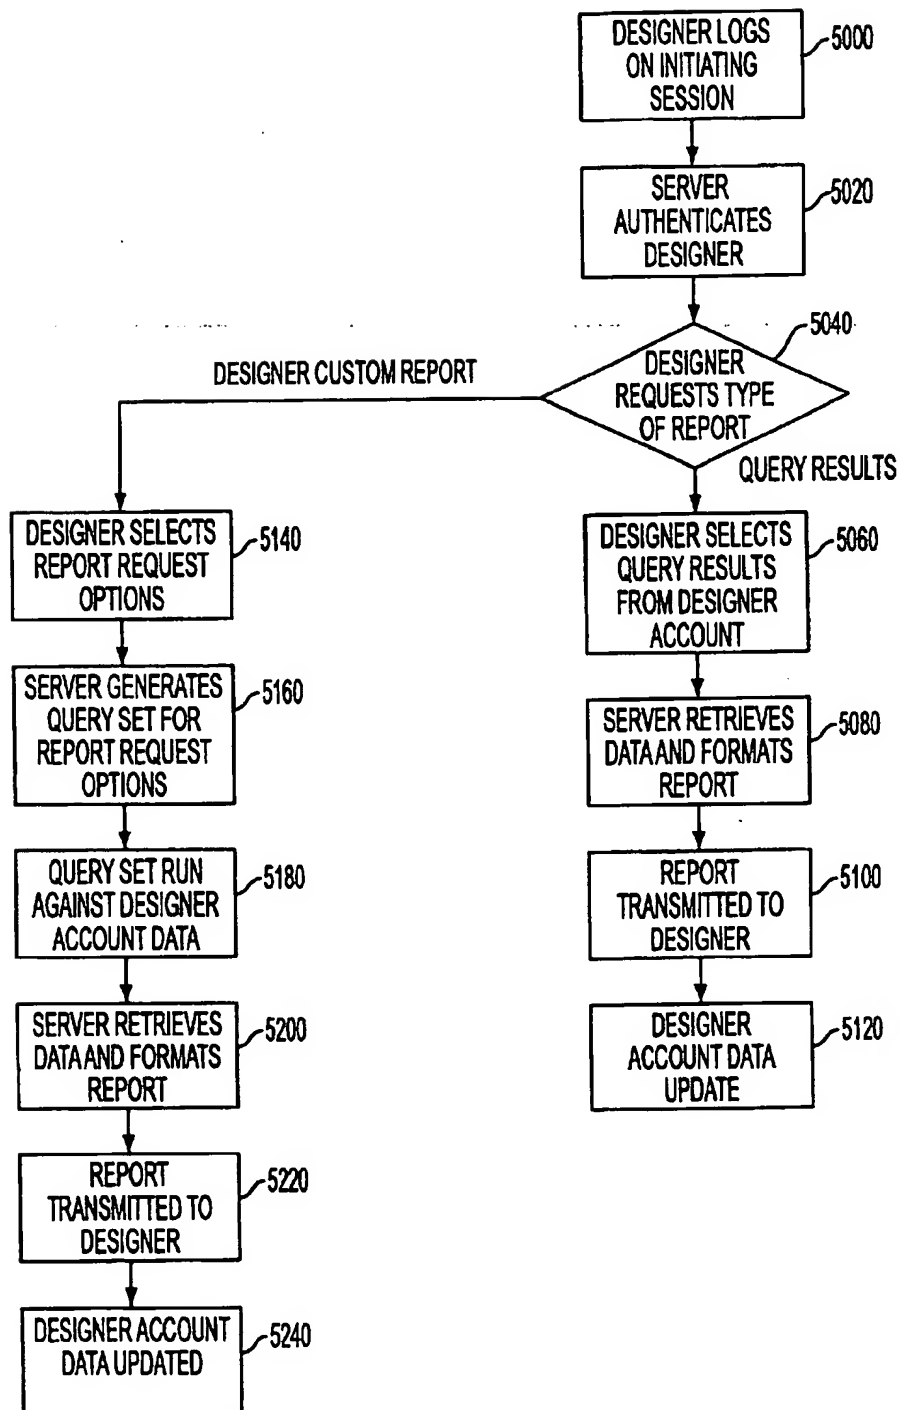 DESIGNER LOGS
ON INITIATING
SESSION
5000
SERVER
AUTHENTICATES
DESIGNER
5020
DESIGNER
REQUESTS TYPE
OF REPORT
5040
DESIGNER CUSTOM REPORT
QUERY RESULTS
DESIGNER SELECTS
REPORT REQUEST
OPTIONS
5140
SERVER GENERATES
QUERY SET FOR
REPORT REQUEST
OPTIONS
5160
QUERY SET RUN
AGAINST DESIGNER
ACCOUNT DATA
5180
SERVER RETRIEVES
DATA AND FORMATS
REPORT
5200
REPORT
TRANSMITTED TO
DESIGNER
5220
DESIGNER ACCOUNT
DATA UPDATED
5240
DESIGNER SELECTS
QUERY RESULTS
FROM DESIGNER
ACCOUNT
5060
SERVER RETRIEVES
DATA AND FORMATS
REPORT
5080
REPORT
TRANSMITTED TO
DESIGNER
5100
DESIGNER
ACCOUNT DATA
UPDATE
5120